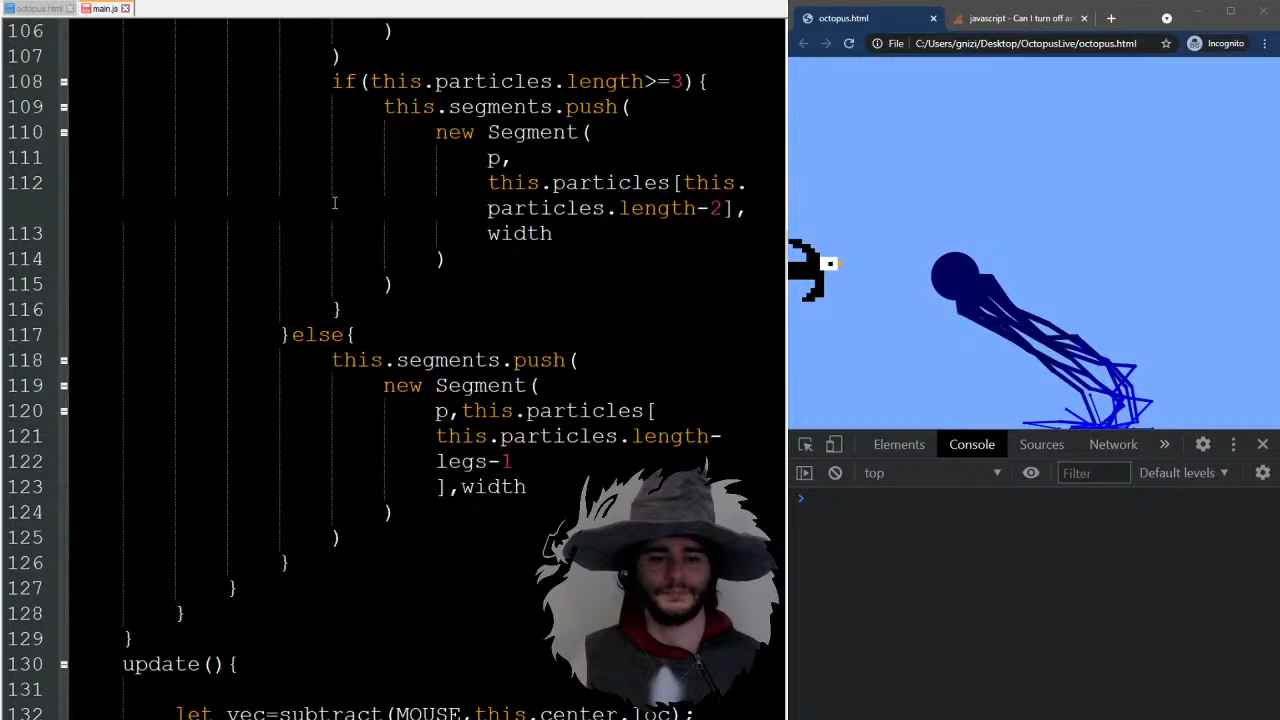 octopus.html
main.js
106 )
107 )
108 if(this.particles.length>=3){
109 this.segments.push(
110 new Segment(
111 p,
112 this.particles[this.
particles.length-2],
113 width
114 )
115 )
116 }
117 }else{
118 this.segments.push(
119 new Segment(
120 p,this.particles[
121 this.particles.length-
122 legs-1
123 ],width
124 )
125 )
126 }
127 }
128 }
129 }
130 update(){
131
132 let vec=subtract(MOUSE,this.center.loc);
octopus.html
javascript - Can I turn off an
File
C:/Users/gnizi/Desktop/OctopusLive/octopus.html
Incognito
Elements
Console
Sources
Network
top
Filter
Default levels